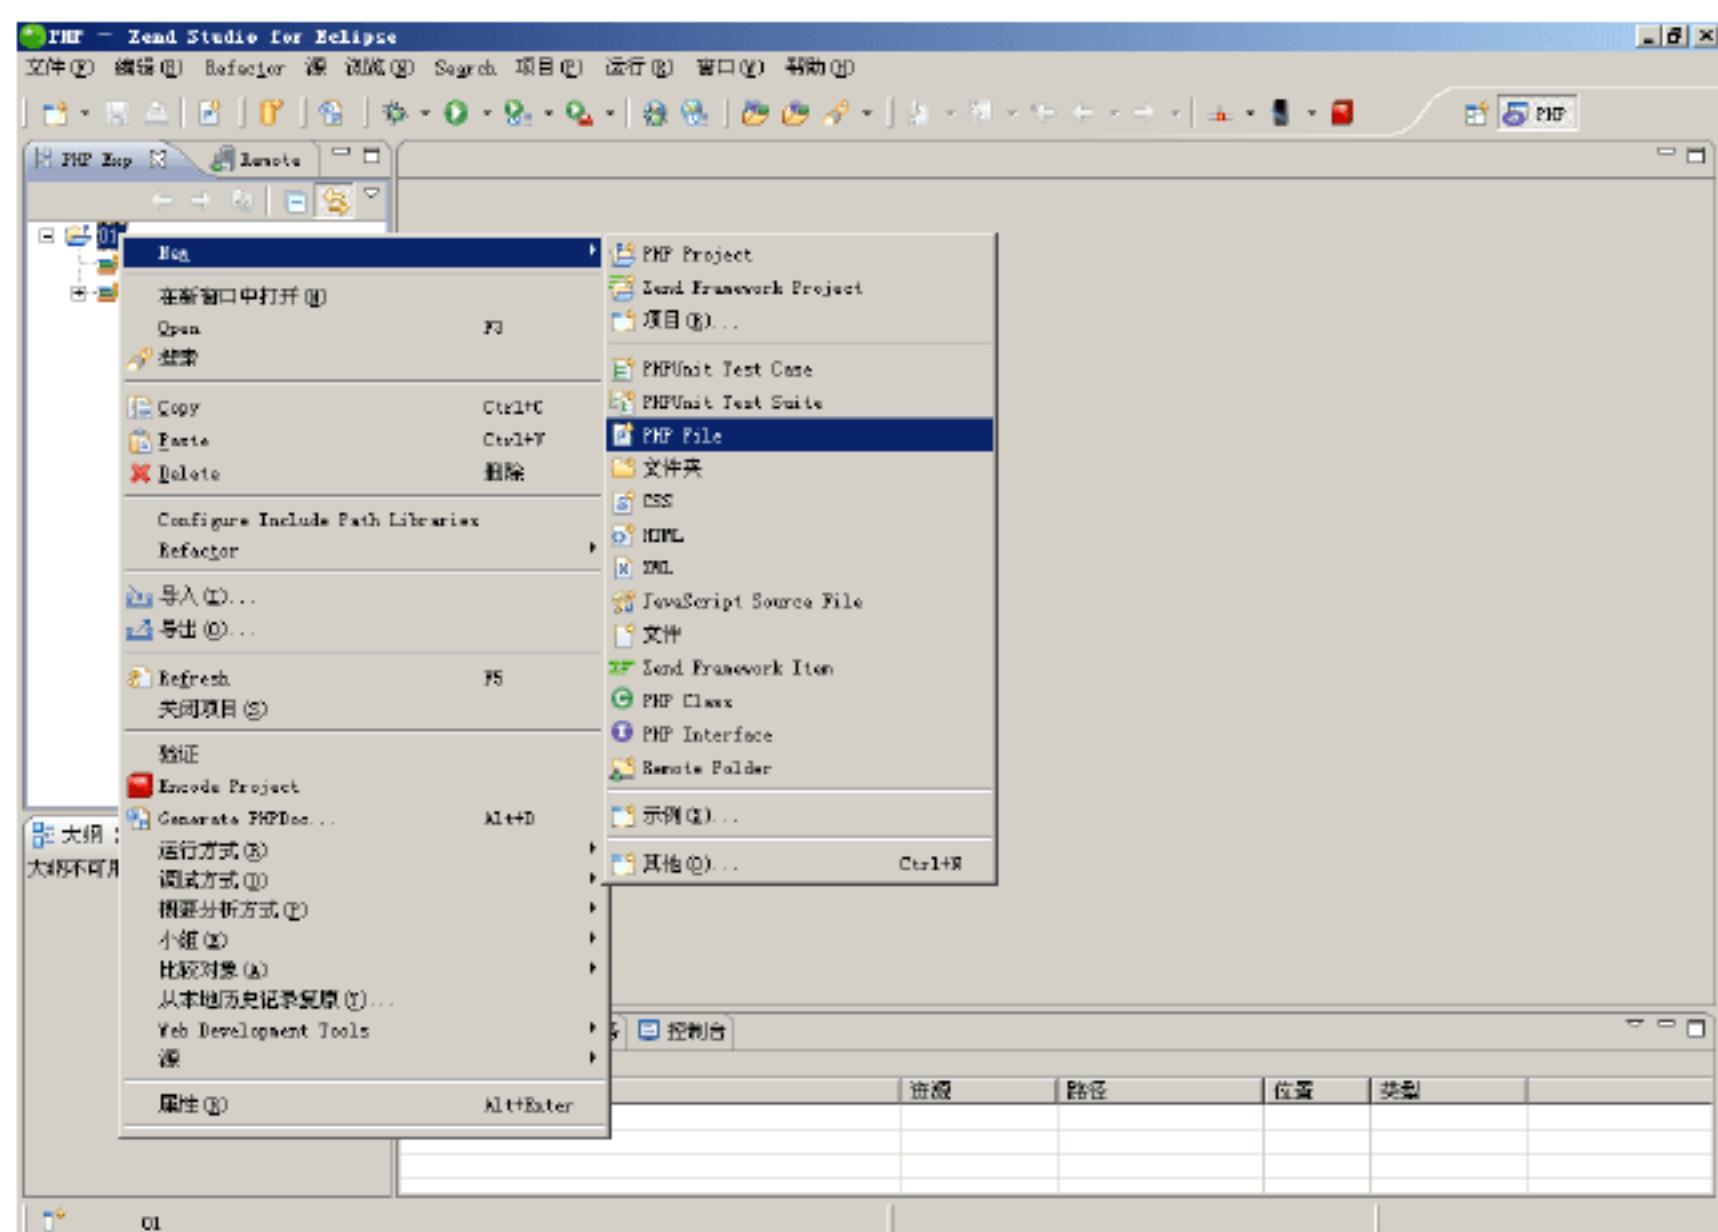 PHP - Zend Studio for Eclipse
文件(F) 编辑(E) Refactor 源 浏览(N) Search 项目(P) 运行(R) 窗口(W) 帮助(H)
PHP
PHP Exp Remote
01
New
在新窗口中打开(N)
Open F3
搜索
Copy Ctrl+C
Paste Ctrl+V
Delete 删除
Configure Include Path Libraries
Refactor
导入(I)...
导出(O)...
Refresh F5
关闭项目(S)
验证
Encode Project
Generate PHPDoc... Alt+D
运行方式(R)
调试方式(D)
概要分析方式(P)
小组(E)
比较对象(A)
从本地历史记录复原(Y)...
Web Development Tools
源
属性(R) Alt+Enter
PHP Project
Zend Framework Project
项目(R)...
PHPUnit Test Case
PHPUnit Test Suite
PHP File
文件夹
CSS
HTML
XML
JavaScript Source File
文件
Zend Framework Item
PHP Class
PHP Interface
Remote Folder
示例(X)...
其他(O)... Ctrl+N
大纲
大纲不可用
控制台
资源 路径 位置 类型
01